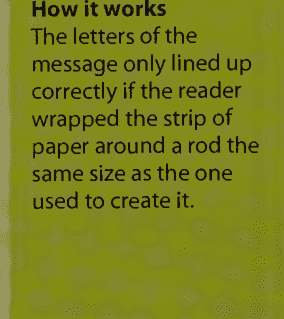 How it works
The letters of the
message only lined up
correctly if the reader
wrapped the strip of
paper around a rod the
same size as the one
used to create it.